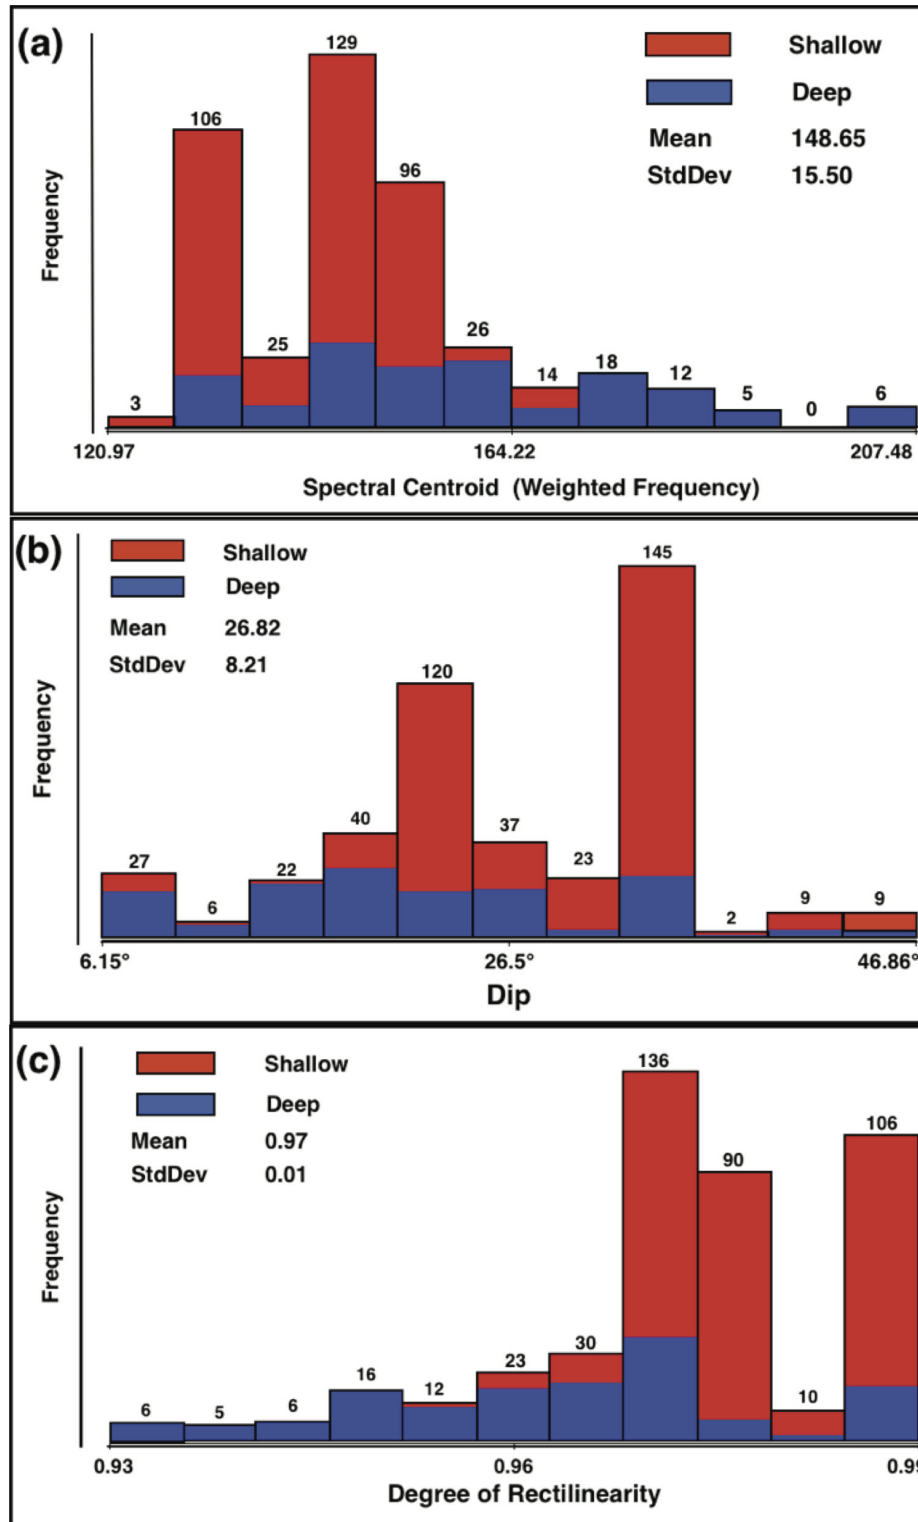 (a)
Shallow
Deep
Mean 148.65
StdDev 15.50
Frequency
3 106 25 129 96 26 14 18 12 5 0 6
120.97 164.22 207.48
Spectral Centroid (Weighted Frequency)
(b)
Shallow
Deep
Mean 26.82
StdDev 8.21
Frequency
27 6 22 40 120 37 23 145 2 9 9
6.15° 26.5° 46.86°
Dip
(c)
Shallow
Deep
Mean 0.97
StdDev 0.01
Frequency
6 5 6 16 12 23 30 136 90 10 106
0.93 0.96 0.99
Degree of Rectilinearity